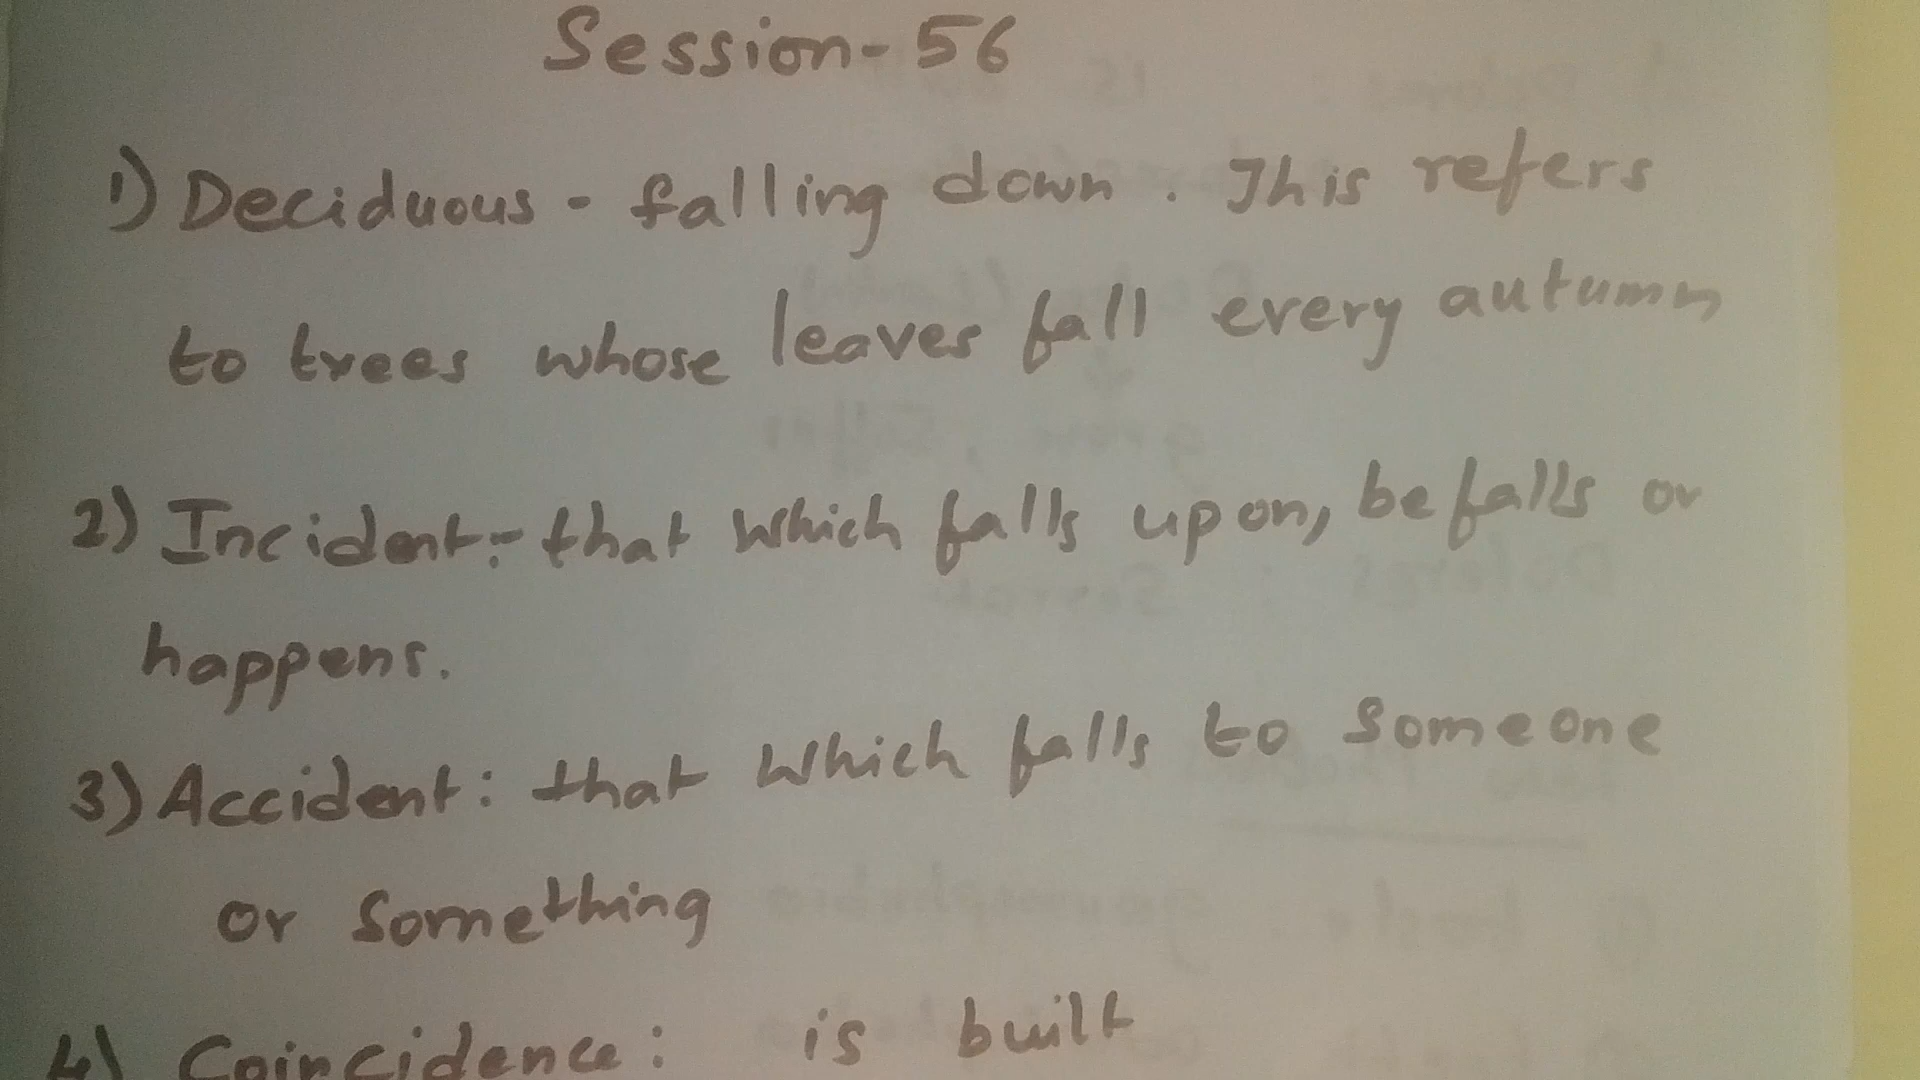 Session-56
1) Deciduous - falling down. This refers
to trees whose leaves fall every autumn
2) Incident:- that which falls upon, befalls or
happens.
3) Accident: that which falls to someone
or something
4) Coincidence: is built